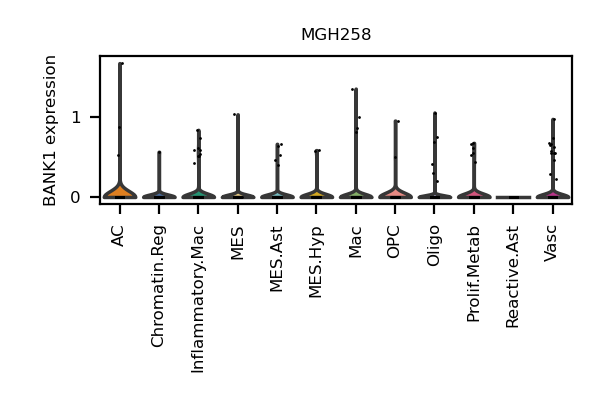 MGH258
BANK1 expression
1
0
AC
Chromatin.Reg
Inflammatory.Mac
MES
MES.Ast
MES.Hyp
Mac
OPC
Oligo
Prolif.Metab
Reactive.Ast
Vasc